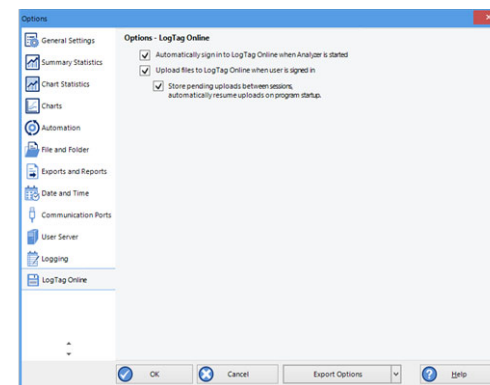 Options
General Settings
Summary Statistics
Chart Statistics
Charts
Automation
File and Folder
Exports and Reports
Date and Time
Communication Ports
User Server
Logging
LogTag Online
Options - LogTag Online
Automatically sign in to LogTag Online when Analyzer is started
Upload files to LogTag Online when user is signed in
Store pending uploads between sessions,
automatically resume uploads on program startup.
OK
Cancel
Export Options
Help